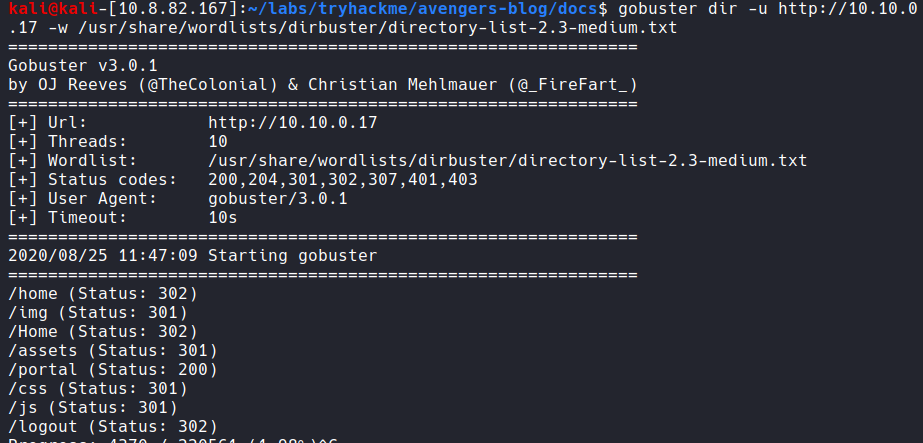 kali@kali-[10.8.82.167]:~/labs/tryhackme/avengers-blog/docs$ gobuster dir -u http://10.10.0
.17 -w /usr/share/wordlists/dirbuster/directory-list-2.3-medium.txt
===============================================================
Gobuster v3.0.1
by OJ Reeves (@TheColonial) & Christian Mehlmauer (@_FireFart_)
===============================================================
[+] Url:            http://10.10.0.17
[+] Threads:        10
[+] Wordlist:       /usr/share/wordlists/dirbuster/directory-list-2.3-medium.txt
[+] Status codes:   200,204,301,302,307,401,403
[+] User Agent:     gobuster/3.0.1
[+] Timeout:        10s
===============================================================
2020/08/25 11:47:09 Starting gobuster
===============================================================
/home (Status: 302)
/img (Status: 301)
/Home (Status: 302)
/assets (Status: 301)
/portal (Status: 200)
/css (Status: 301)
/js (Status: 301)
/logout (Status: 302)